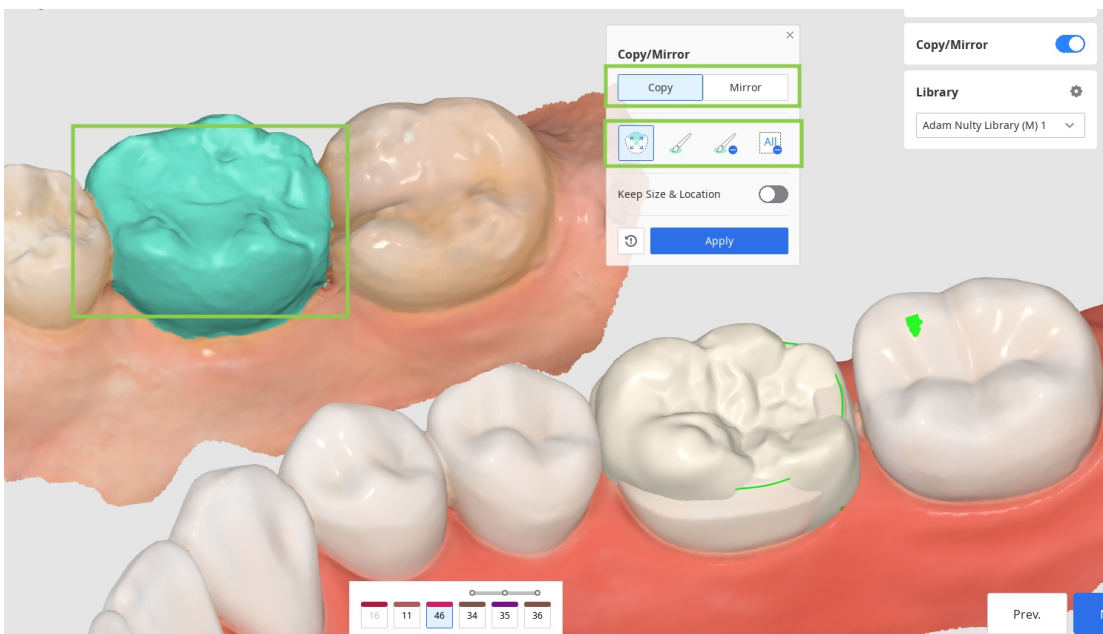 Copy/Mirror
Copy Mirror
All
Keep Size & Location
Apply
Copy/Mirror
Library
Adam Nulty Library (M) 1
16 11 46 34 35 36
Prev.